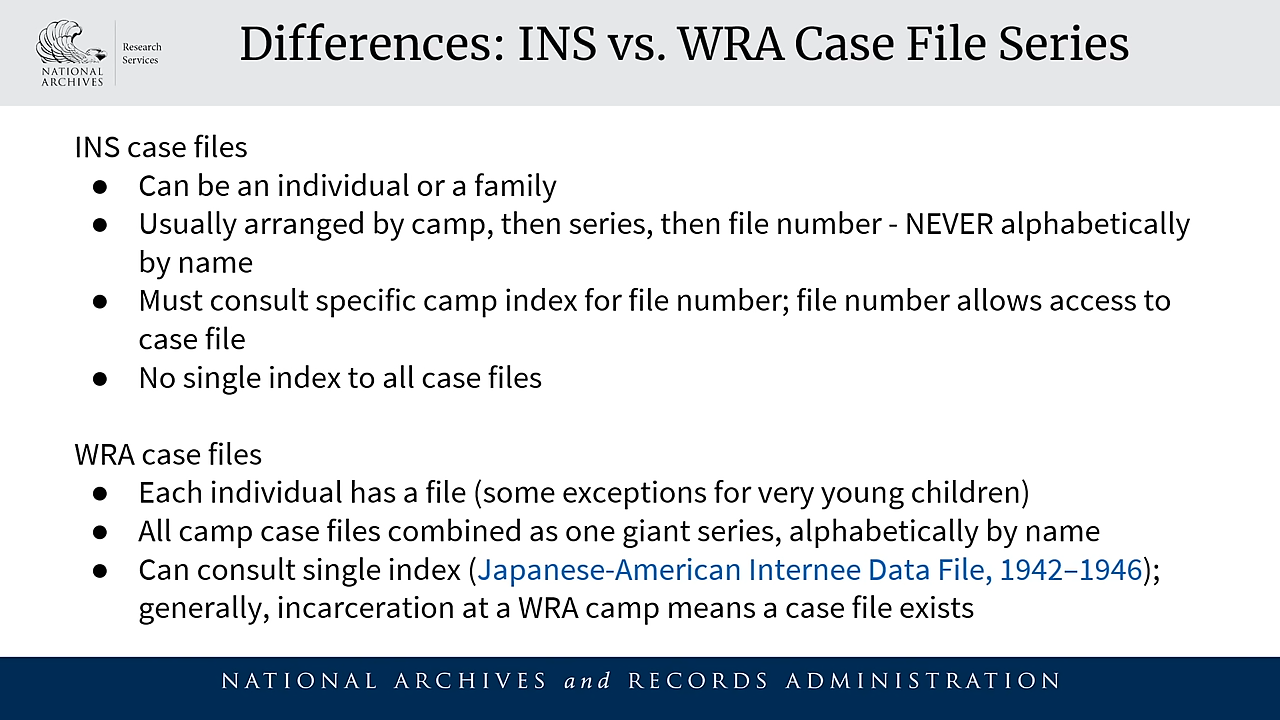 Differences: INS vs. WRA Case File Series
Research
Services
NATIONAL
ARCHIVES
INS case files
● Can be an individual or a family
● Usually arranged by camp, then series, then file number - NEVER alphabetically
by name
● Must consult specific camp index for file number; file number allows access to
case file
● No single index to all case files
WRA case files
● Each individual has a file (some exceptions for very young children)
● All camp case files combined as one giant series, alphabetically by name
● Can consult single index (Japanese-American Internee Data File, 1942–1946);
generally, incarceration at a WRA camp means a case file exists
NATIONAL ARCHIVES and RECORDS ADMINISTRATION